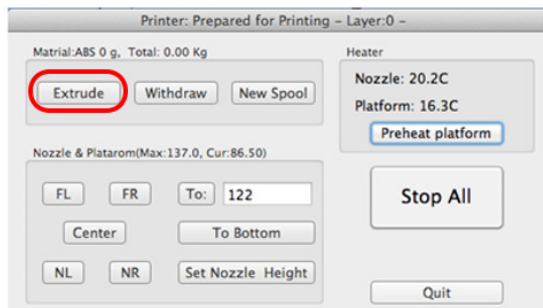 Printer: Prepared for Printing - Layer:0 -
Matrial:ABS 0 g, Total: 0.00 Kg
Extrude
Withdraw
New Spool
Heater
Nozzle: 20.2C
Platform: 16.3C
Preheat platform
Nozzle & Platarom(Max:137.0, Cur:86.50)
FL
FR
To:
122
Center
To Bottom
NL
NR
Set Nozzle Height
Stop All
Quit